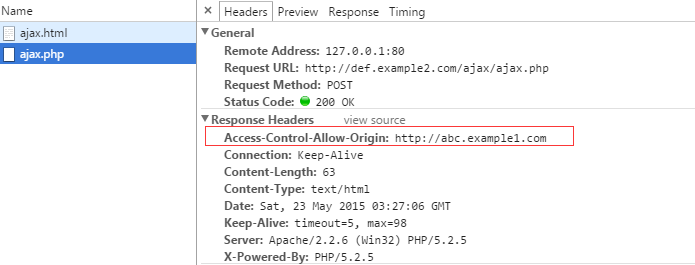 Name
ajax.html
ajax.php
× Headers Preview Response Timing
General
Remote Address: 127.0.0.1:80
Request URL: http://def.example2.com/ajax/ajax.php
Request Method: POST
Status Code: 200 OK
Response Headers view source
Access-Control-Allow-Origin: http://abc.example1.com
Connection: Keep-Alive
Content-Length: 63
Content-Type: text/html
Date: Sat, 23 May 2015 03:27:06 GMT
Keep-Alive: timeout=5, max=98
Server: Apache/2.2.6 (Win32) PHP/5.2.5
X-Powered-By: PHP/5.2.5